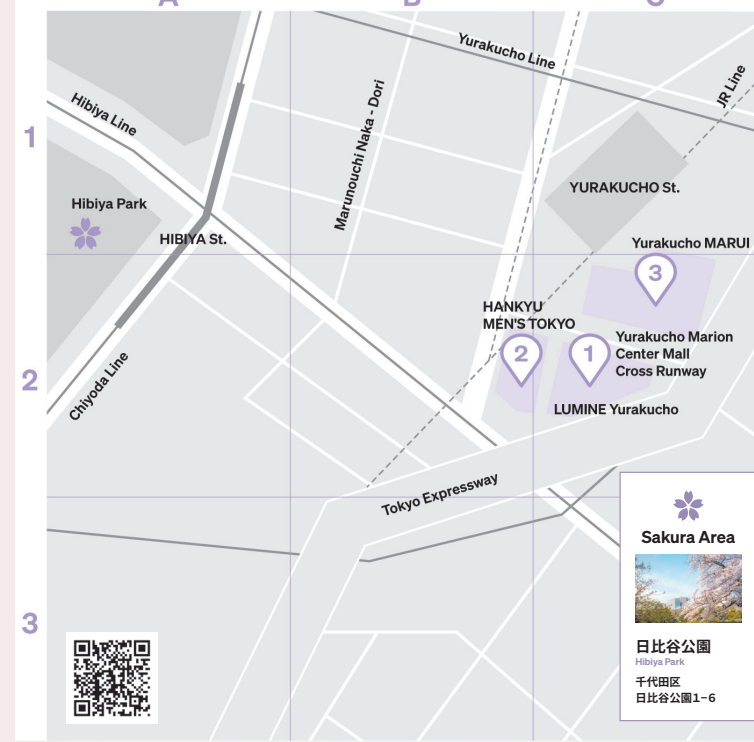 A
B
C
1
2
3
Yurakucho Line
JR Line
Hibiya Line
Marunouchi Naka - Dori
YURAKUCHO St.
Hibiya Park
HIBIYA St.
Yurakucho MARUI
3
HANKYU
MEN'S TOKYO
2
1
Yurakucho Marion
Center Mall
Cross Runway
LUMINE Yurakucho
Chiyoda Line
Tokyo Expressway
Sakura Area
日比谷公園
Hibiya Park
千代田区
日比谷公園1-6